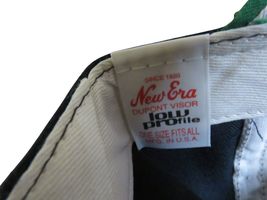 SINCE 1920
New Era
DUPONT VISOR
low
profile
ONE SIZE FITS ALL
MFG. IN U.S.A.